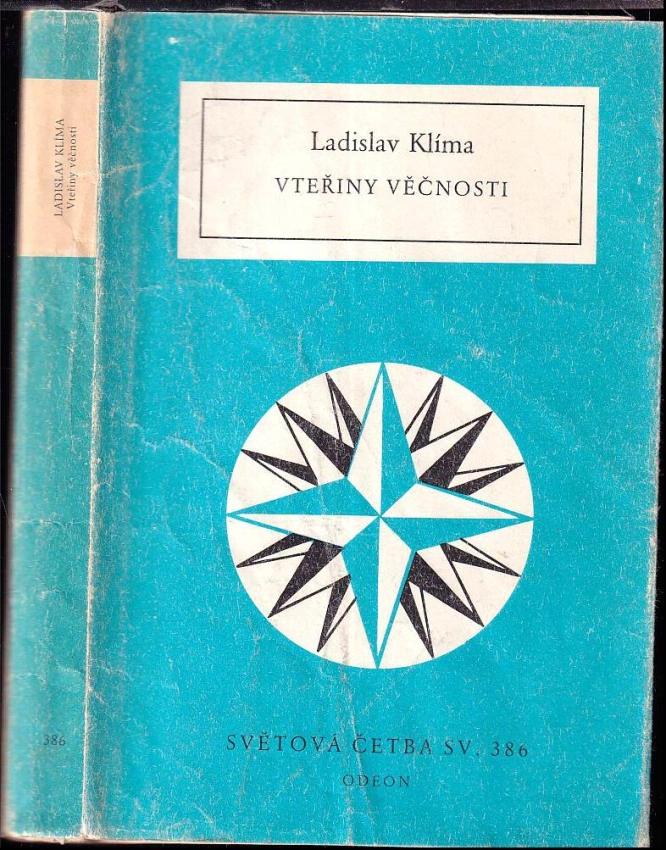 LADISLAV KLÍMA
Vteřiny věčnosti
386
Ladislav Klíma
VTEŘINY VĚČNOSTI
SVĚTOVÁ ČETBA SV. 386
ODEON